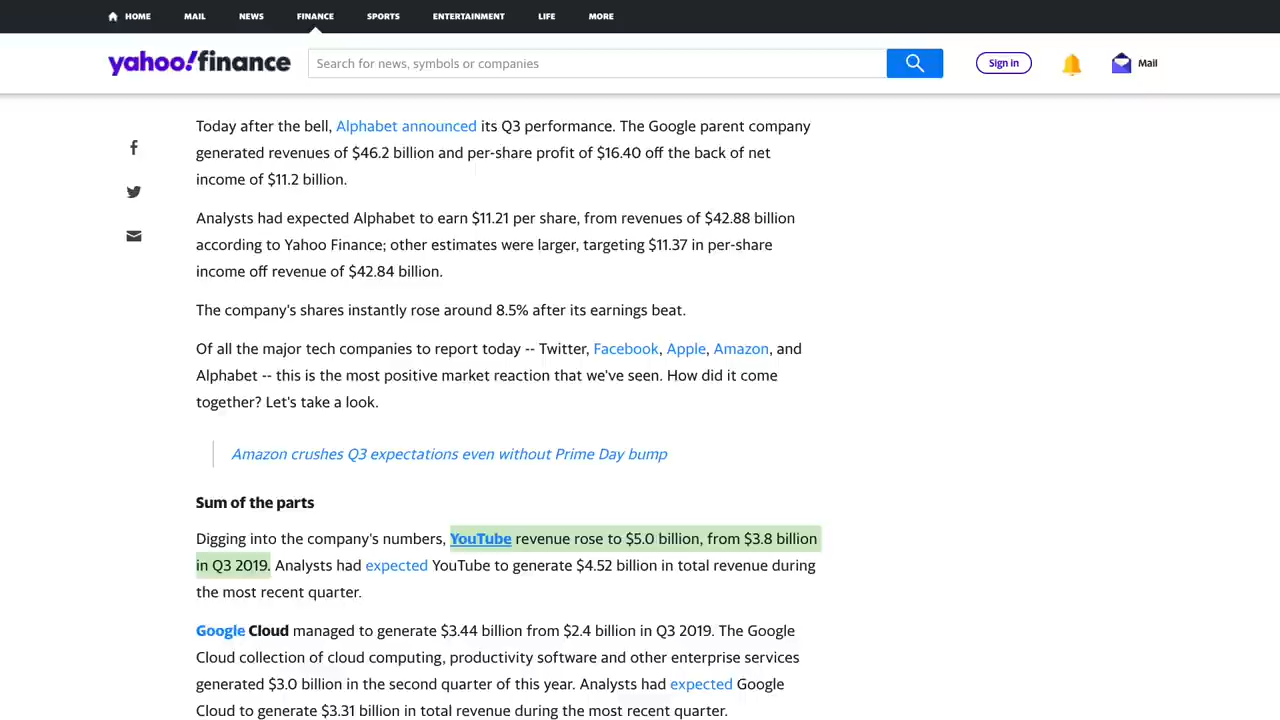 HOME MAIL NEWS FINANCE SPORTS ENTERTAINMENT LIFE MORE
yahoo!finance Search for news, symbols or companies Sign in Mail
Today after the bell, Alphabet announced its Q3 performance. The Google parent company
generated revenues of $46.2 billion and per-share profit of $16.40 off the back of net
income of $11.2 billion.
Analysts had expected Alphabet to earn $11.21 per share, from revenues of $42.88 billion
according to Yahoo Finance; other estimates were larger, targeting $11.37 in per-share
income off revenue of $42.84 billion.
The company's shares instantly rose around 8.5% after its earnings beat.
Of all the major tech companies to report today -- Twitter, Facebook, Apple, Amazon, and
Alphabet -- this is the most positive market reaction that we've seen. How did it come
together? Let's take a look.
Amazon crushes Q3 expectations even without Prime Day bump
Sum of the parts
Digging into the company's numbers, YouTube revenue rose to $5.0 billion, from $3.8 billion
in Q3 2019. Analysts had expected YouTube to generate $4.52 billion in total revenue during
the most recent quarter.
Google Cloud managed to generate $3.44 billion from $2.4 billion in Q3 2019. The Google
Cloud collection of cloud computing, productivity software and other enterprise services
generated $3.0 billion in the second quarter of this year. Analysts had expected Google
Cloud to generate $3.31 billion in total revenue during the most recent quarter.